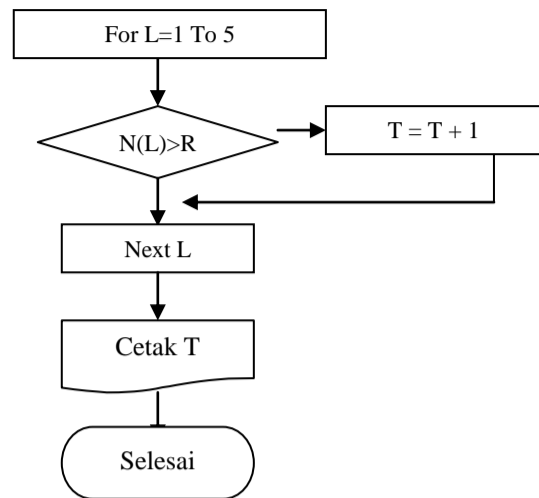 For L=1 To 5
N(L)>R
T = T + 1
Next L
Cetak T
Selesai